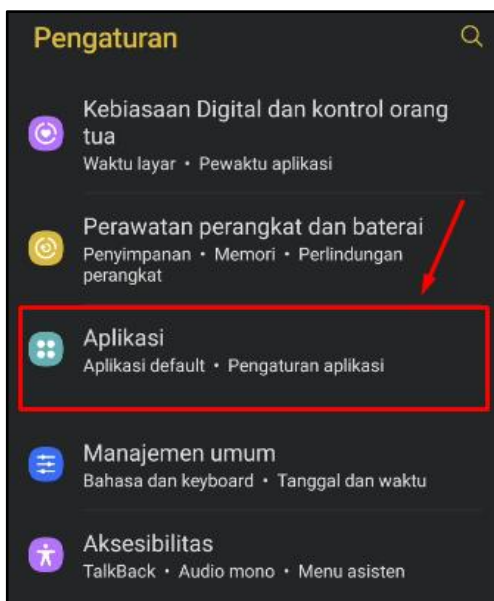 Pengaturan
Kebiasaan Digital dan kontrol orang
tua
Waktu layar • Pewaktu aplikasi
Perawatan perangkat dan baterai
Penyimpanan • Memori • Perlindungan
perangkat
Aplikasi
Aplikasi default • Pengaturan aplikasi
Manajemen umum
Bahasa dan keyboard • Tanggal dan waktu
Aksesibilitas
TalkBack • Audio mono • Menu asisten